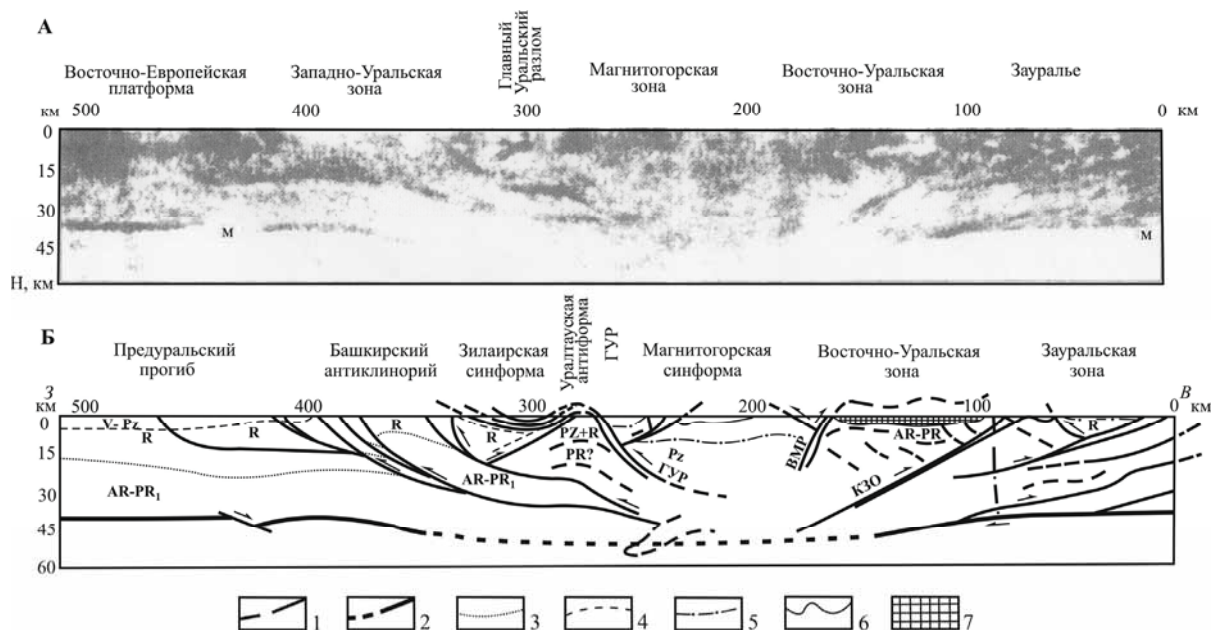 А
Восточно-Европейская
платформа
Западно-Уральская
зона
Главный
Уральский
разлом
Магнитогорская
зона
Восточно-Уральская
зона
Зауралье
км 500 400 300 200 100 0 км
0
15
30
45
Н, км
м
м
Б
Предуральский
прогиб
Башкирский
антиклинорий
Зилаирская
синформа
Уралтауская
антиформа
ГУР
Магнитогорская
синформа
Восточно-Уральская
зона
Зауральская
зона
З В
км 500 400 300 200 100 0 км
0
15
30
45
60
V- Pz
R
R
R
R
PZ+R
PR?
AR-PR₁
AR-PR₁
Pz
ГУР
ВМР
AR-PR
КЗО
R
1 2 3 4 5 6 7